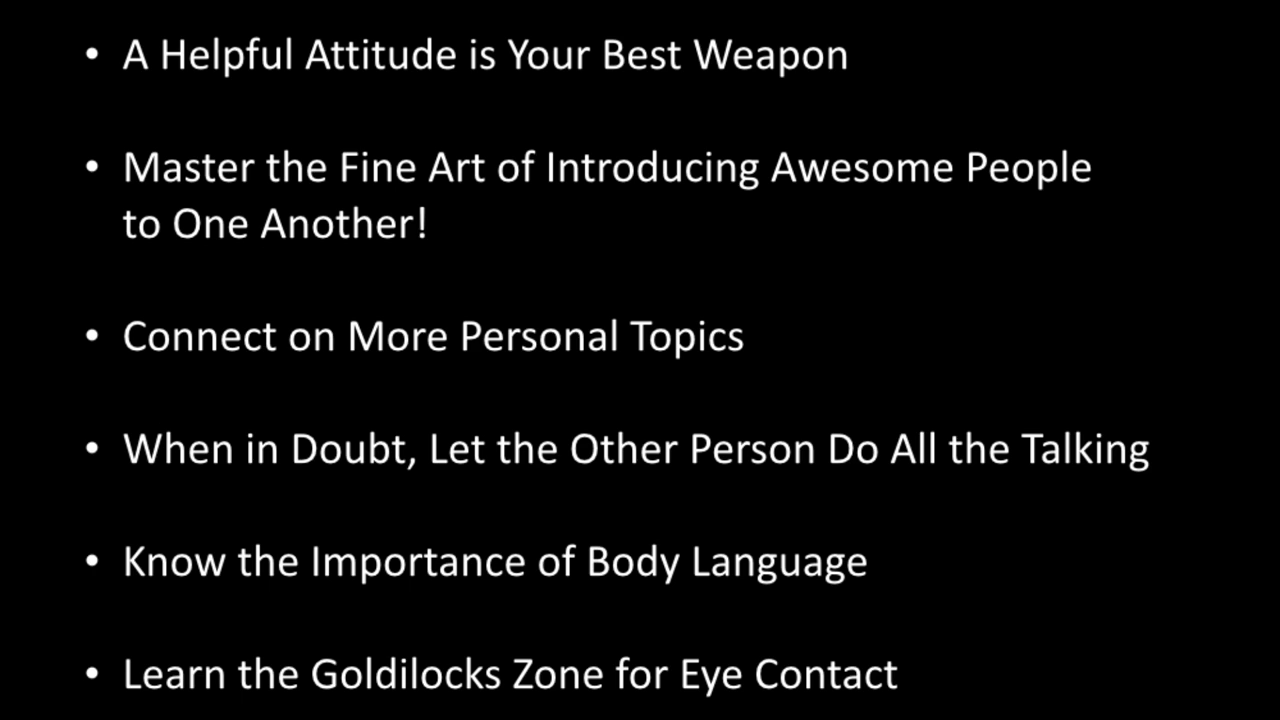 • A Helpful Attitude is Your Best Weapon
• Master the Fine Art of Introducing Awesome People
to One Another!
• Connect on More Personal Topics
• When in Doubt, Let the Other Person Do All the Talking
• Know the Importance of Body Language
• Learn the Goldilocks Zone for Eye Contact